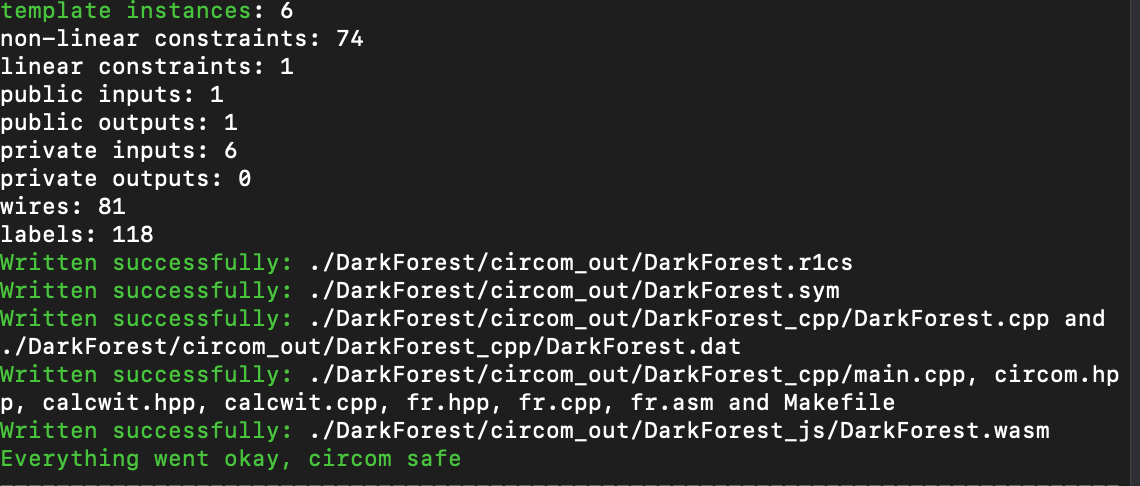 template instances: 6
non-linear constraints: 74
linear constraints: 1
public inputs: 1
public outputs: 1
private inputs: 6
private outputs: 0
wires: 81
labels: 118
Written successfully: ./DarkForest/circom_out/DarkForest.r1cs
Written successfully: ./DarkForest/circom_out/DarkForest.sym
Written successfully: ./DarkForest/circom_out/DarkForest_cpp/DarkForest.cpp and
./DarkForest/circom_out/DarkForest_cpp/DarkForest.dat
Written successfully: ./DarkForest/circom_out/DarkForest_cpp/main.cpp, circom.hp
p, calcwit.hpp, calcwit.cpp, fr.hpp, fr.cpp, fr.asm and Makefile
Written successfully: ./DarkForest/circom_out/DarkForest_js/DarkForest.wasm
Everything went okay, circom safe